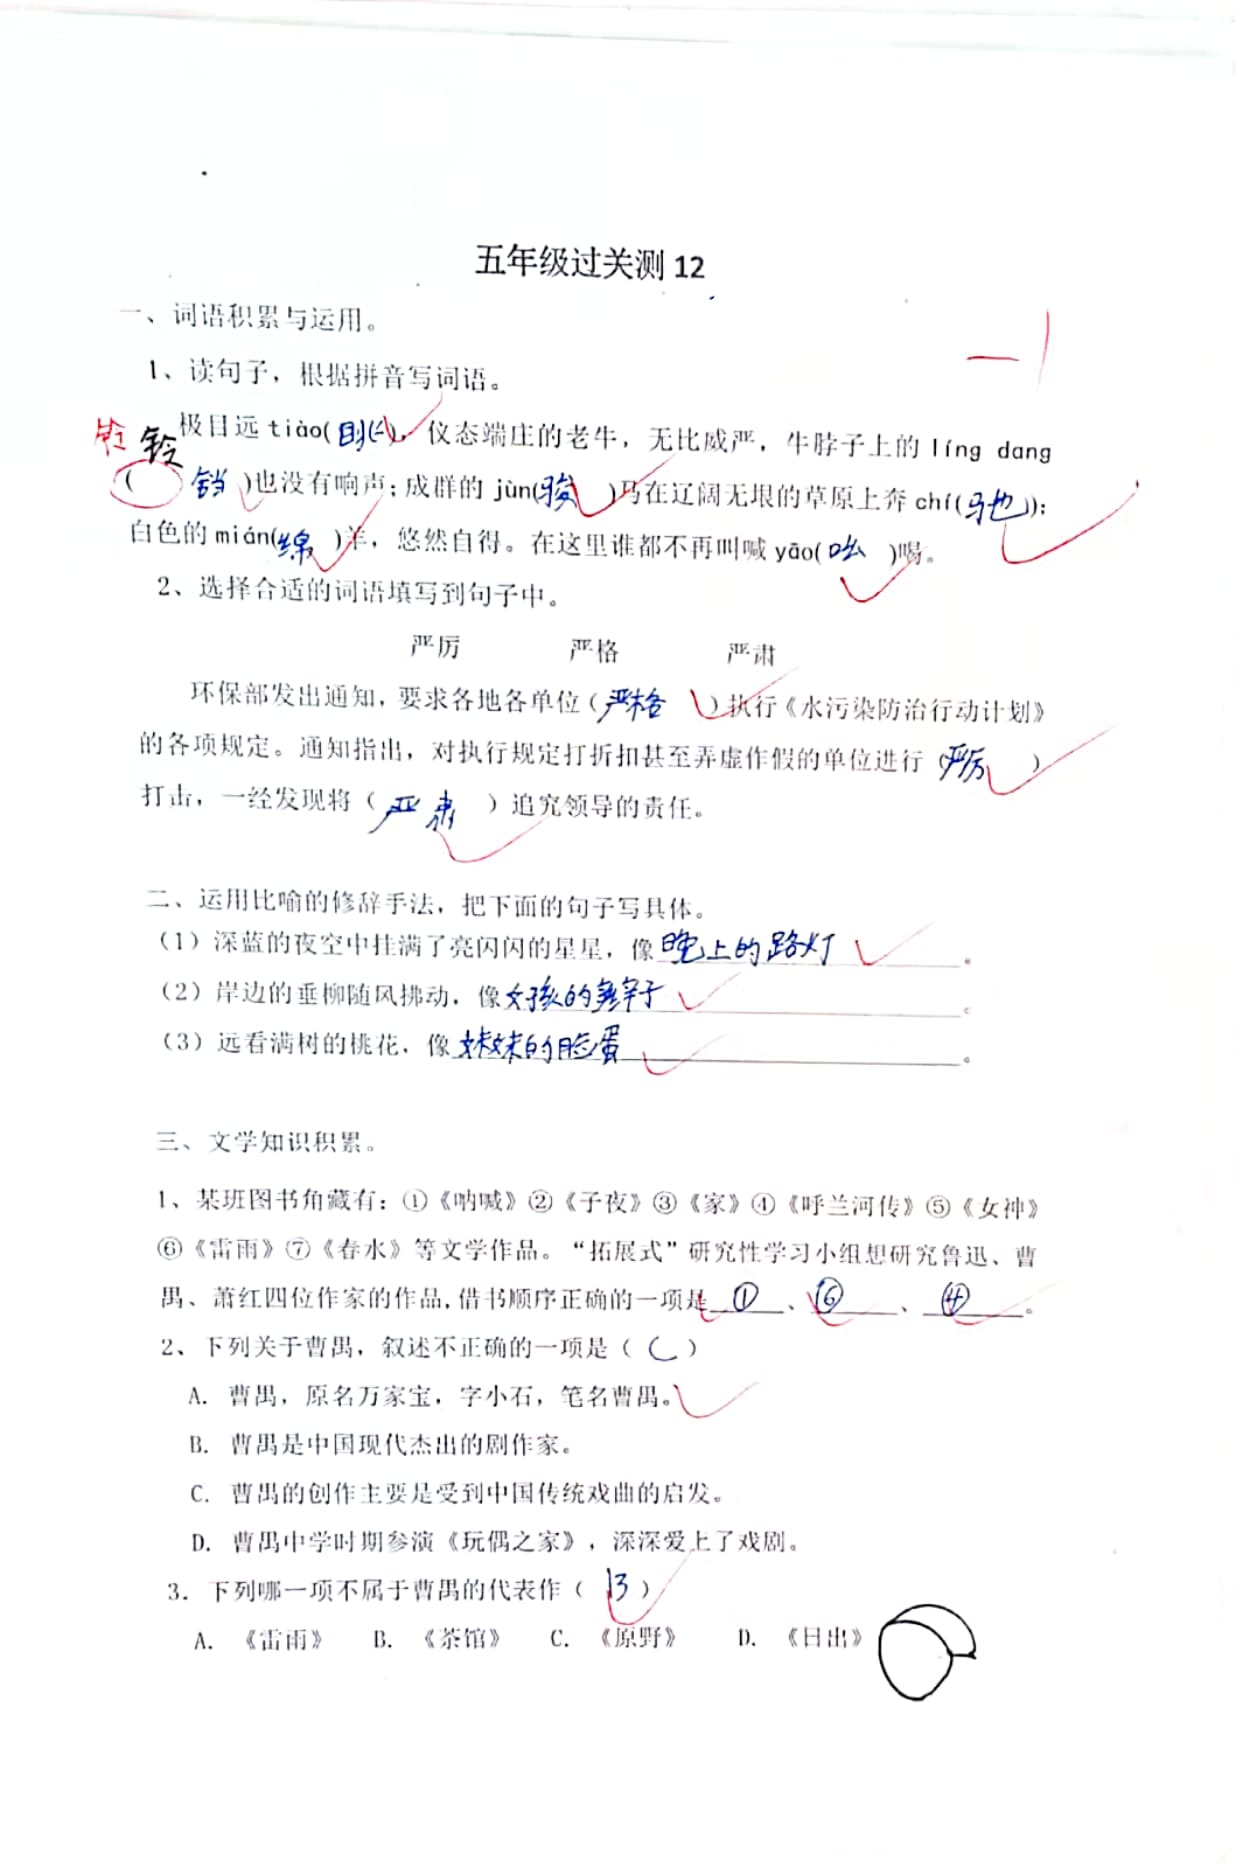 五年级过关测 12
一、词语积累与运用。
1、读句子，根据拼音写词语。
铃 铃 极目远 tiào(眺)，仪态端庄的老牛，无比威严，牛脖子上的 líng dang
( 铛 )也没有响声；成群的 jùn(骏 )马在辽阔无垠的草原上奔 chí(驰)；
白色的 mián(绵 )羊，悠然自得。在这里谁都不再叫喊 yāo(吆 )喝。
2、选择合适的词语填写到句子中。
严厉 严格 严肃
环保部发出通知，要求各地各单位（严格 ）执行《水污染防治行动计划》
的各项规定。通知指出，对执行规定打折扣甚至弄虚作假的单位进行（严厉 ）
打击，一经发现将（严肃 ）追究领导的责任。
二、运用比喻的修辞手法，把下面的句子写具体。
（1）深蓝的夜空中挂满了亮闪闪的星星，像晚上的路灯。
（2）岸边的垂柳随风拂动，像女孩的辫子。
（3）远看满树的桃花，像妹妹的脸蛋。
三、文学知识积累。
1、某班图书角藏有：①《呐喊》②《子夜》③《家》④《呼兰河传》⑤《女神》
⑥《雷雨》⑦《春水》等文学作品。“拓展式”研究性学习小组想研究鲁迅、曹
禺、萧红四位作家的作品，借书顺序正确的一项是 ① 、 ⑥ 、 ④ 。
2、下列关于曹禺，叙述不正确的一项是（ C ）
A. 曹禺，原名万家宝，字小石，笔名曹禺。
B. 曹禺是中国现代杰出的剧作家。
C. 曹禺的创作主要是受到中国传统戏曲的启发。
D. 曹禺中学时期参演《玩偶之家》，深深爱上了戏剧。
3. 下列哪一项不属于曹禺的代表作（ B ）
A. 《雷雨》 B. 《茶馆》 C. 《原野》 D. 《日出》